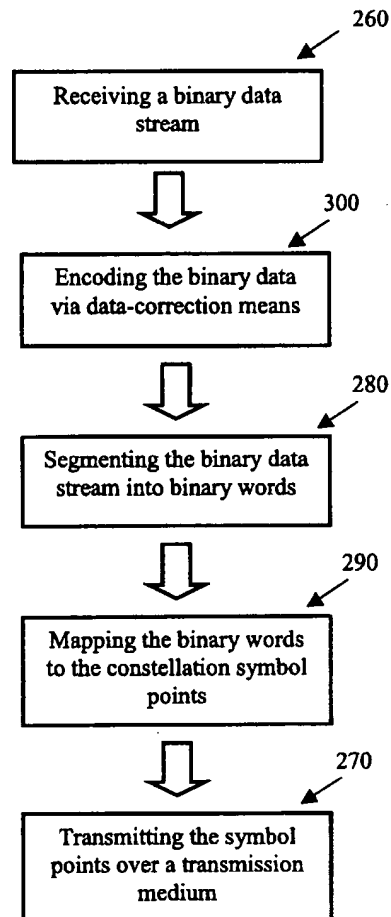 260
Receiving a binary data
stream
300
Encoding the binary data
via data-correction means
280
Segmenting the binary data
stream into binary words
290
Mapping the binary words
to the constellation symbol
points
270
Transmitting the symbol
points over a transmission
medium